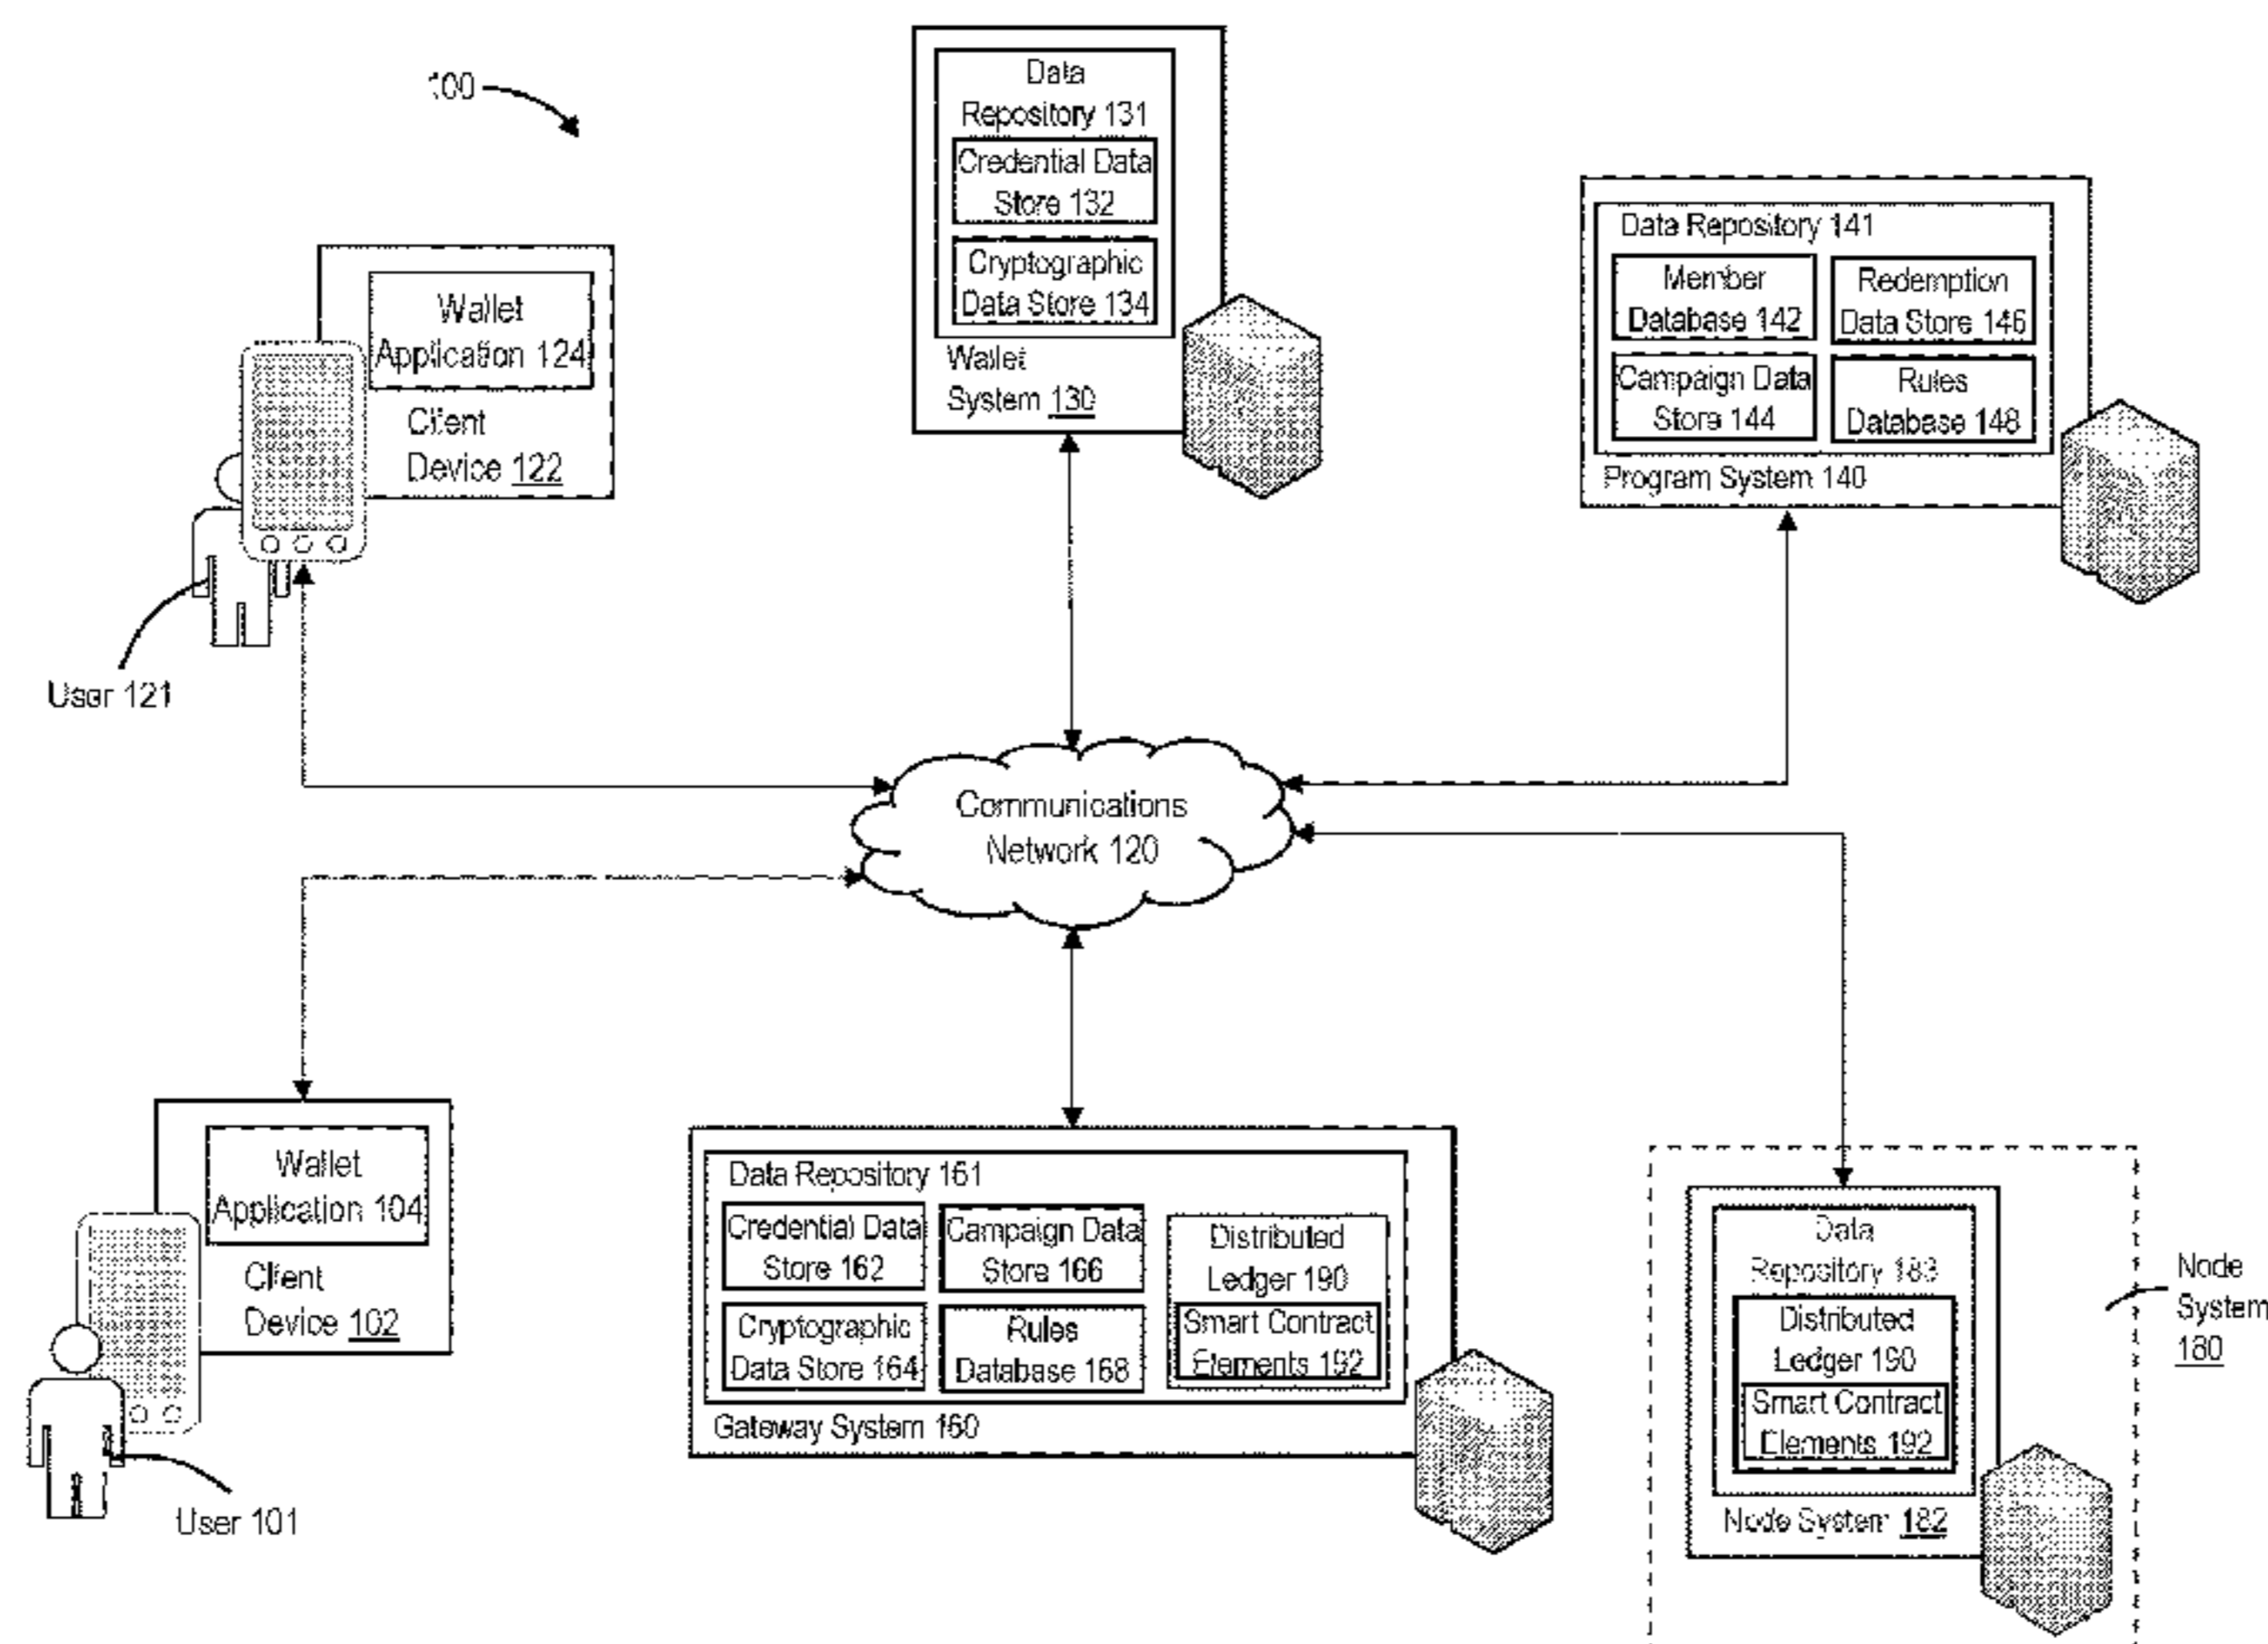 100
Data
Repository 131
Credential Data
Store 132
Cryptographic
Data Store 134
Wallet
System 130
Data Repository 141
Member
Database 142
Redemption
Data Store 146
Campaign Data
Store 144
Rules
Database 148
Program System 140
Wallet
Application 124
Client
Device 122
User 121
Communications
Network 120
Wallet
Application 104
Client
Device 102
User 101
Data Repository 161
Credential Data
Store 162
Campaign Data
Store 166
Cryptographic
Data Store 164
Rules
Database 168
Distributed
Ledger 190
Smart Contract
Elements 192
Gateway System 160
Data
Repository 183
Distributed
Ledger 190
Smart Contract
Elements 192
Node System 182
Node
System
180